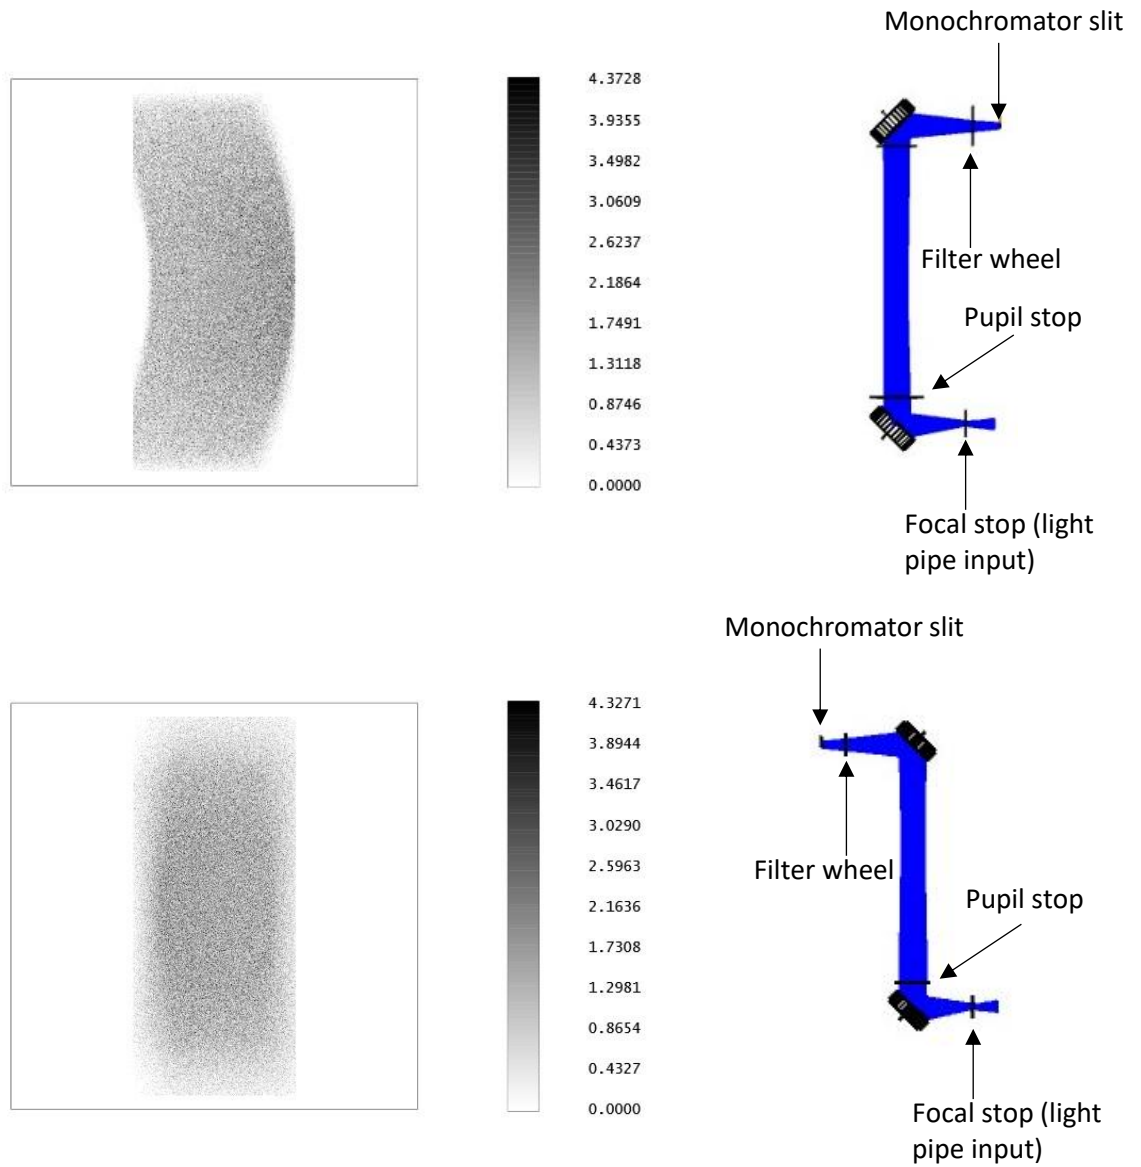 Monochromator slit
4.3728
3.9355
3.4982
3.0609
2.6237
2.1864
1.7491
1.3118
0.8746
0.4373
0.0000
Filter wheel
Pupil stop
Focal stop (light
pipe input)
Monochromator slit
4.3271
3.8944
3.4617
3.0290
2.5963
2.1636
1.7308
1.2981
0.8654
0.4327
0.0000
Filter wheel
Pupil stop
Focal stop (light
pipe input)